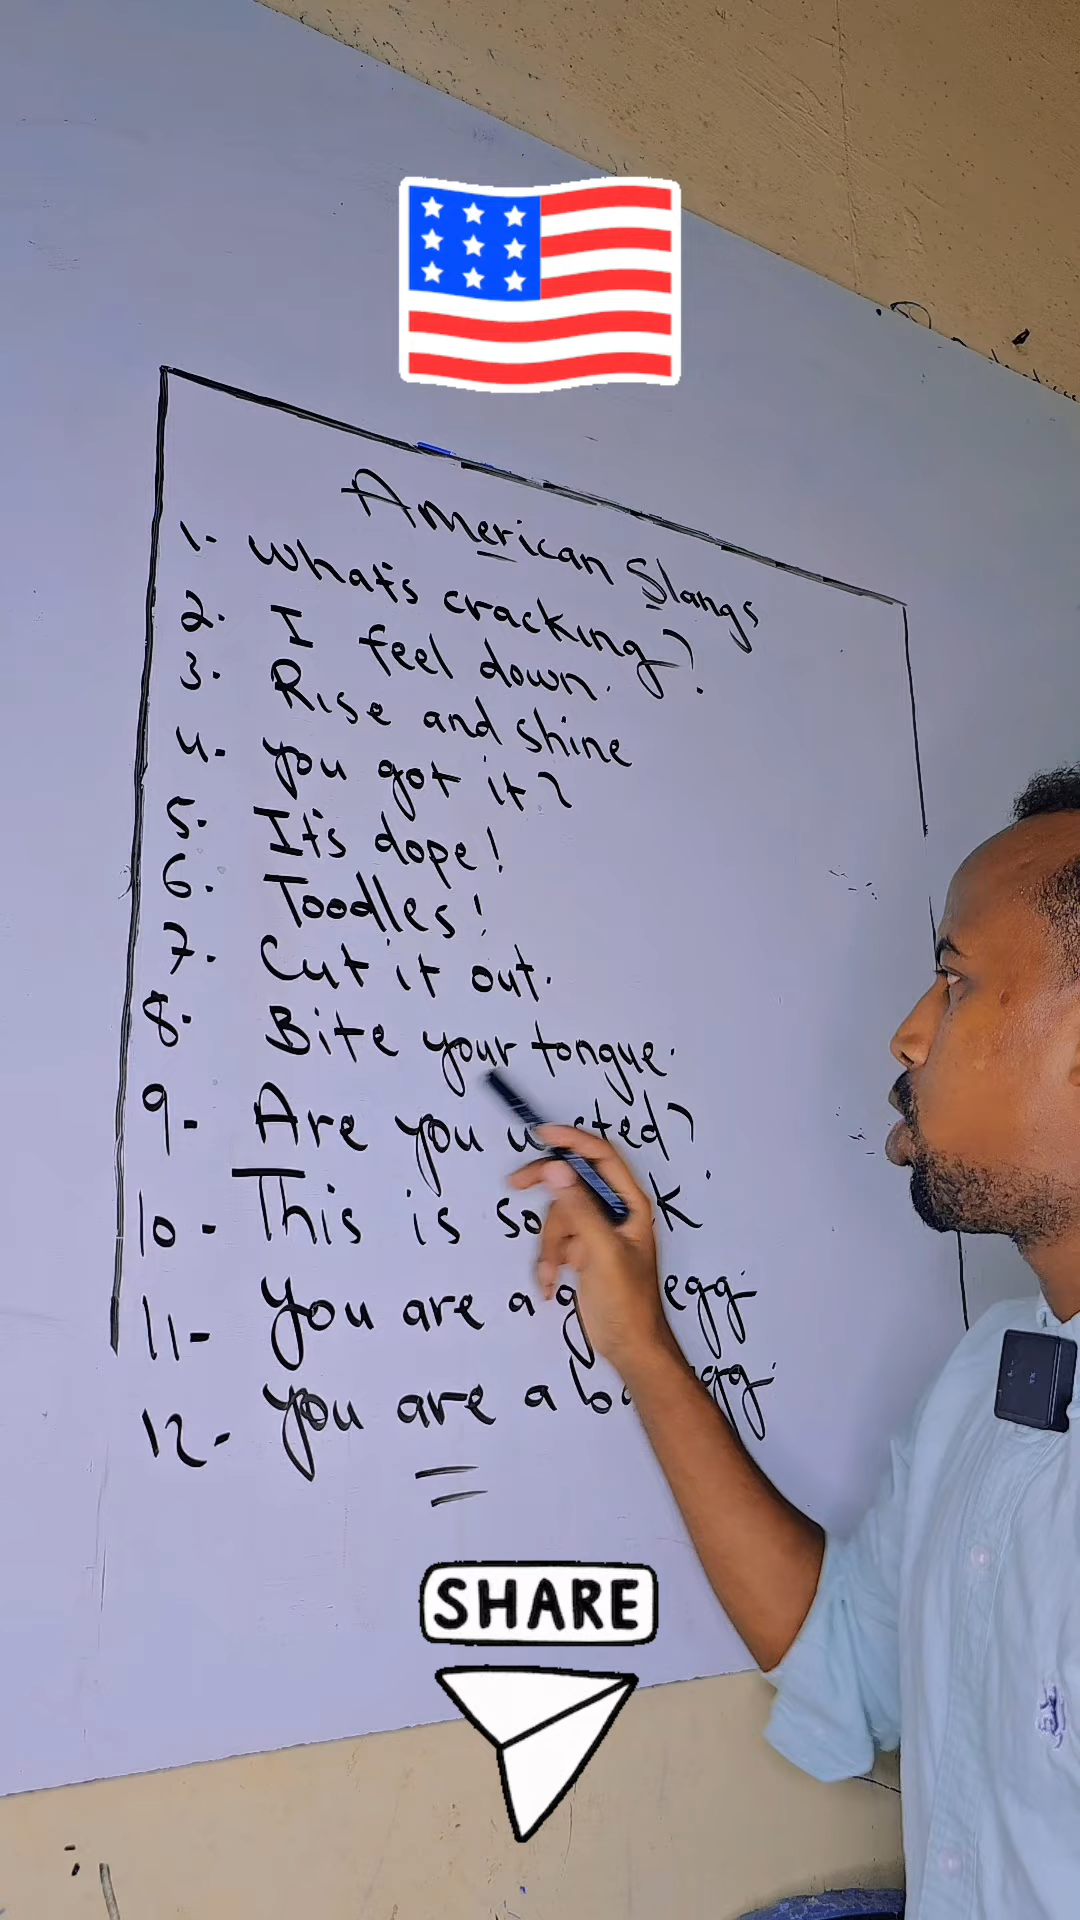 American Slangs
1- What's cracking?
2. I feel down.
3. Rise and shine
4. you got it?
5. It's dope!
6. Toodles!
7. Cut it out.
8. Bite your tongue.
9- Are you
10- This is
11- You are a egg.
12- you are a
SHARE